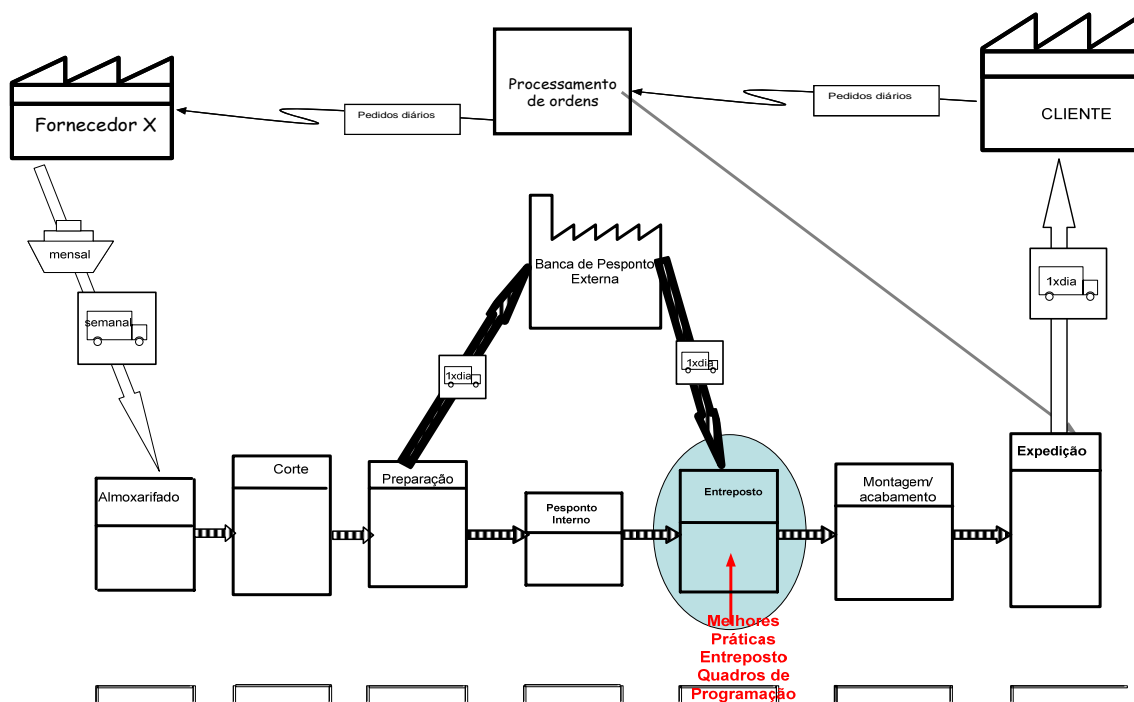 Processamento
de ordens
Fornecedor X
Pedidos diários
Pedidos diários
CLIENTE
mensal
semanal
Banca de Pesponto
Externa
1xdia
1xdia
1xdia
Almoxarifado
Corte
Preparação
Pesponto
Interno
Entreposto
Montagem/
acabamento
Expedição
Melhores
Práticas
Entreposto
Quadros de
Programação